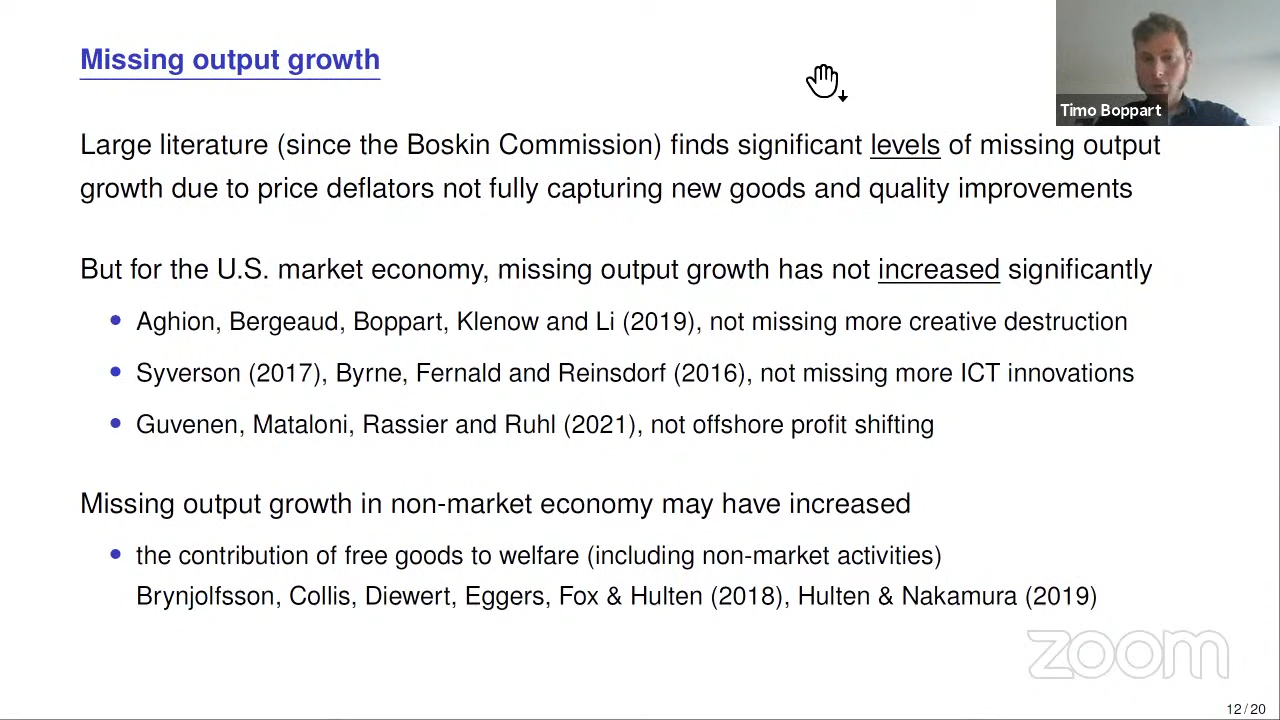 Missing output growth
Timo Boppart
Large literature (since the Boskin Commission) finds significant levels of missing output
growth due to price deflators not fully capturing new goods and quality improvements
But for the U.S. market economy, missing output growth has not increased significantly
• Aghion, Bergeaud, Boppart, Klenow and Li (2019), not missing more creative destruction
• Syverson (2017), Byrne, Fernald and Reinsdorf (2016), not missing more ICT innovations
• Guvenen, Mataloni, Rassier and Ruhl (2021), not offshore profit shifting
Missing output growth in non-market economy may have increased
• the contribution of free goods to welfare (including non-market activities)
Brynjolfsson, Collis, Diewert, Eggers, Fox & Hulten (2018), Hulten & Nakamura (2019)
zoom
12 / 20